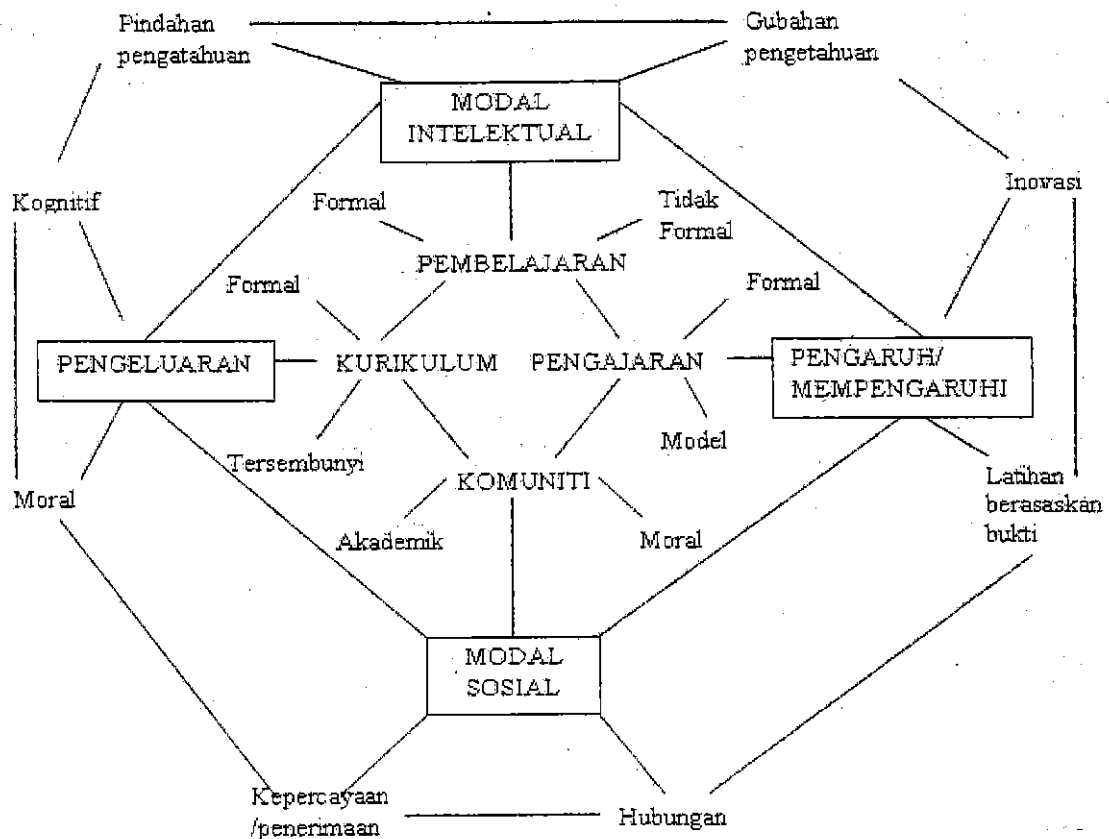 Pindahan
pengatahuan
Gubahan
pengetahuan
MODAL
INTELEKTUAL
Kognitif
Inovasi
Formal
Tidak
Formal
PEMBELAJARAN
Formal
Formal
PENGELUARAN
KURIKULUM
PENGAJARAN
PENGARUH/
MEMPENGARUHI
Tersembunyi
Model
KOMUNITI
Moral
Latihan
berasaskan
bukti
Akademik
Moral
MODAL
SOSIAL
Kepercayaan
/penerimaan
Hubungan